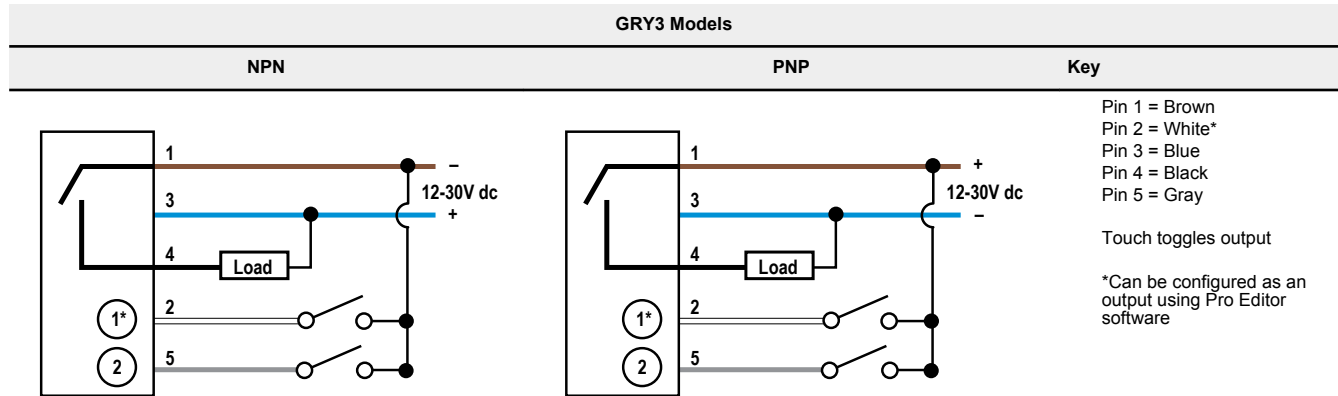 GRY3 Models
NPN
PNP
Key
1
–
12-30V dc
3
+
4
Load
1*
2
2
5
1
+
12-30V dc
3
–
4
Load
1*
2
2
5
Pin 1 = Brown
Pin 2 = White*
Pin 3 = Blue
Pin 4 = Black
Pin 5 = Gray
Touch toggles output
*Can be configured as an
output using Pro Editor
software